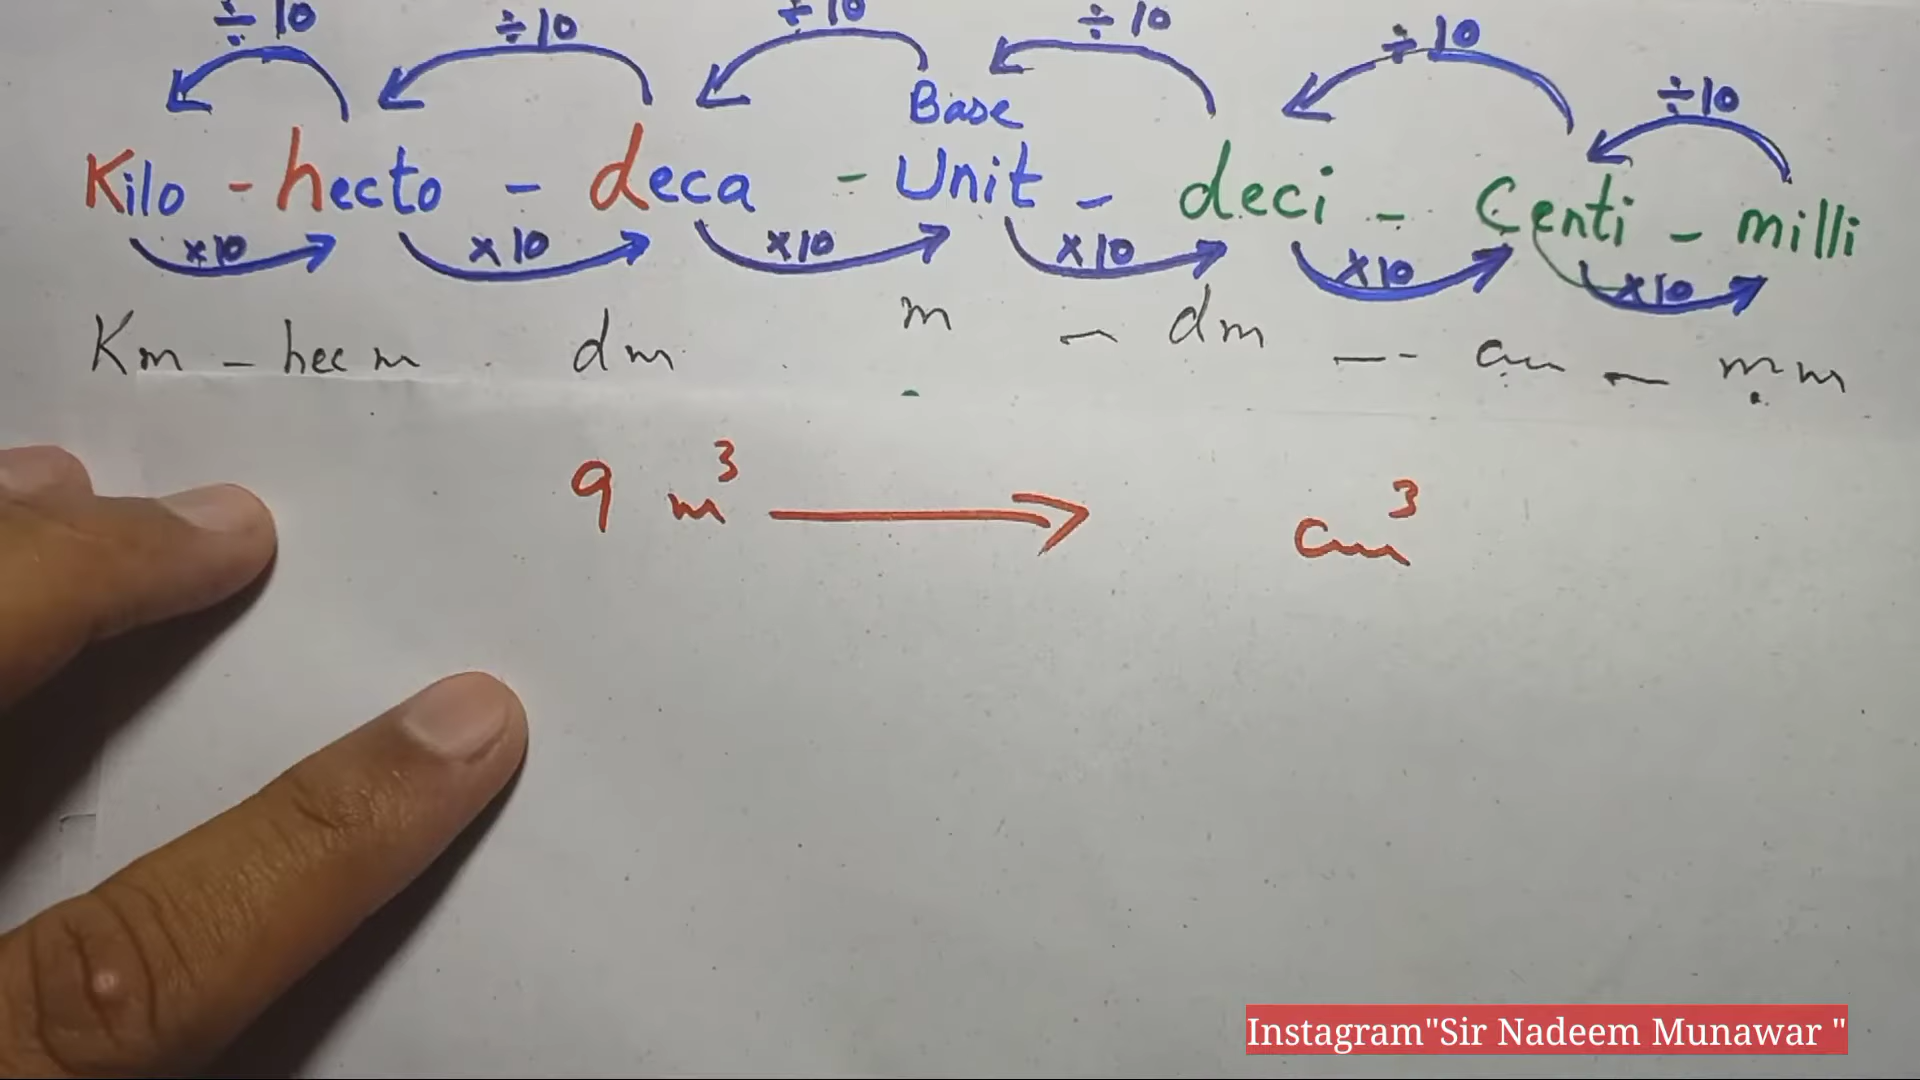 ÷10 ÷10 ÷10 ÷10 ÷10 ÷10
Base
Kilo - hecto - deca - Unit - deci - Centi - milli
×10 ×10 ×10 ×10 ×10 ×10
Km - hecm dm m - dm - cm - mm
9 m³ → cm³
Instagram"Sir Nadeem Munawar "